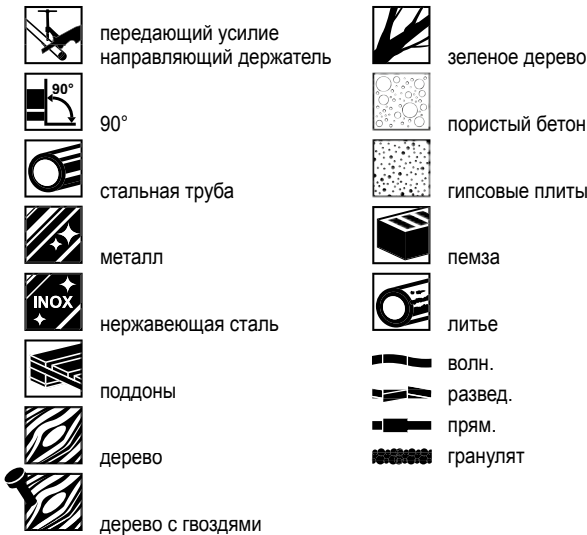 передающий усилие
направляющий держатель
90°
90°
стальная труба
металл
INOX
нержавеющая сталь
поддоны
дерево
дерево с гвоздями
зеленое дерево
пористый бетон
гипсовые плиты
пемза
литье
волн.
развед.
прям.
гранулят